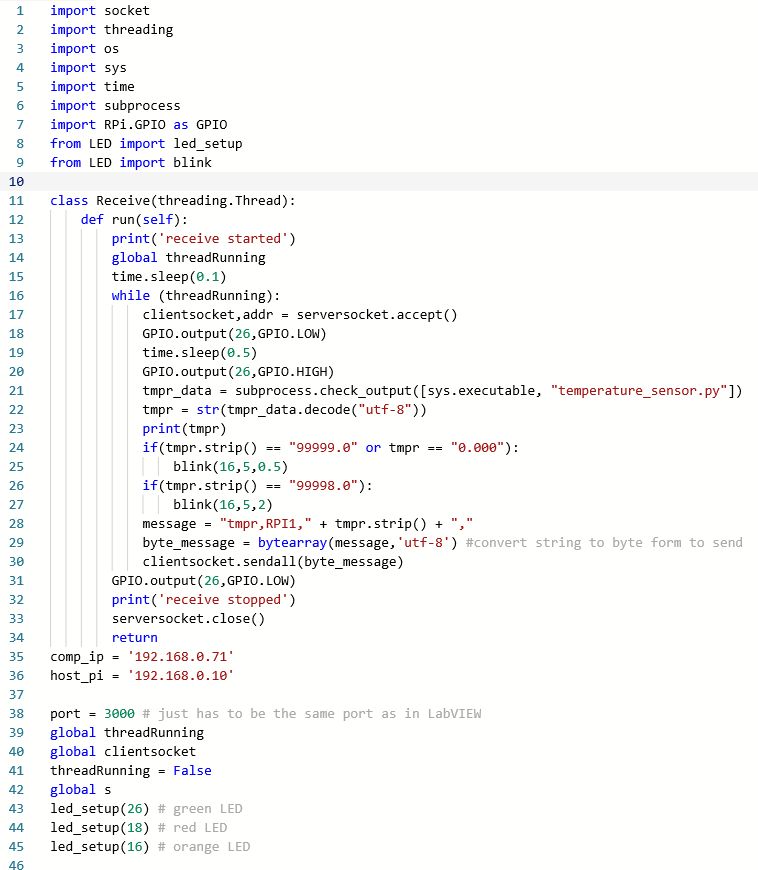 1 import socket
2 import threading
3 import os
4 import sys
5 import time
6 import subprocess
7 import RPi.GPIO as GPIO
8 from LED import led_setup
9 from LED import blink
10
11 class Receive(threading.Thread):
12     def run(self):
13         print('receive started')
14         global threadRunning
15         time.sleep(0.1)
16         while (threadRunning):
17             clientsocket,addr = serversocket.accept()
18             GPIO.output(26,GPIO.LOW)
19             time.sleep(0.5)
20             GPIO.output(26,GPIO.HIGH)
21             tmpr_data = subprocess.check_output([sys.executable, "temperature_sensor.py"])
22             tmpr = str(tmpr_data.decode("utf-8"))
23             print(tmpr)
24             if(tmpr.strip() == "99999.0" or tmpr == "0.000"):
25                 blink(16,5,0.5)
26             if(tmpr.strip() == "99998.0"):
27                 blink(16,5,2)
28             message = "tmpr,RPI1," + tmpr.strip() + ","
29             byte_message = bytearray(message,'utf-8') #convert string to byte form to send
30             clientsocket.sendall(byte_message)
31         GPIO.output(26,GPIO.LOW)
32         print('receive stopped')
33         serversocket.close()
34         return
35 comp_ip = '192.168.0.71'
36 host_pi = '192.168.0.10'
37
38 port = 3000 # just has to be the same port as in LabVIEW
39 global threadRunning
40 global clientsocket
41 threadRunning = False
42 global s
43 led_setup(26) # green LED
44 led_setup(18) # red LED
45 led_setup(16) # orange LED
46